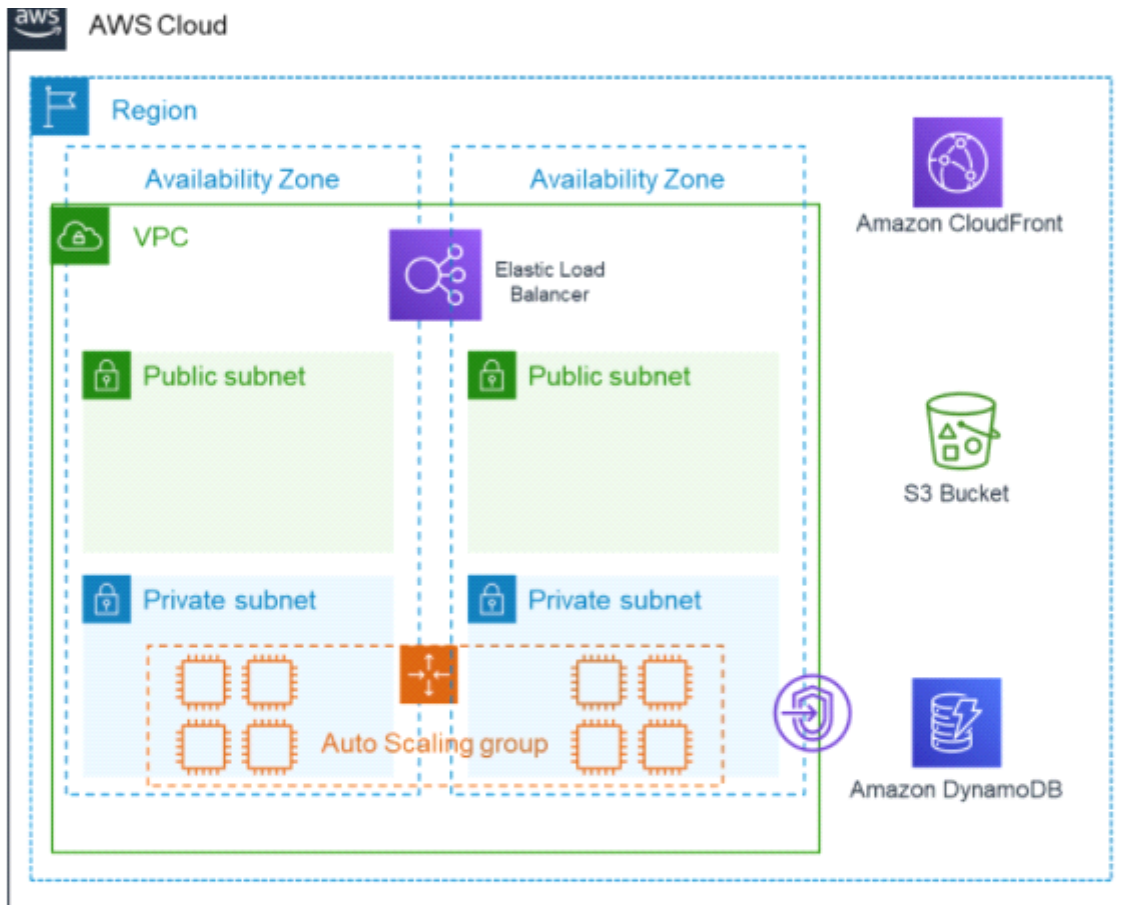 aws
AWS Cloud
Region
Availability Zone
Availability Zone
Amazon CloudFront
VPC
Elastic Load
Balancer
Public subnet
Public subnet
S3 Bucket
Private subnet
Private subnet
Auto Scaling group
Amazon DynamoDB